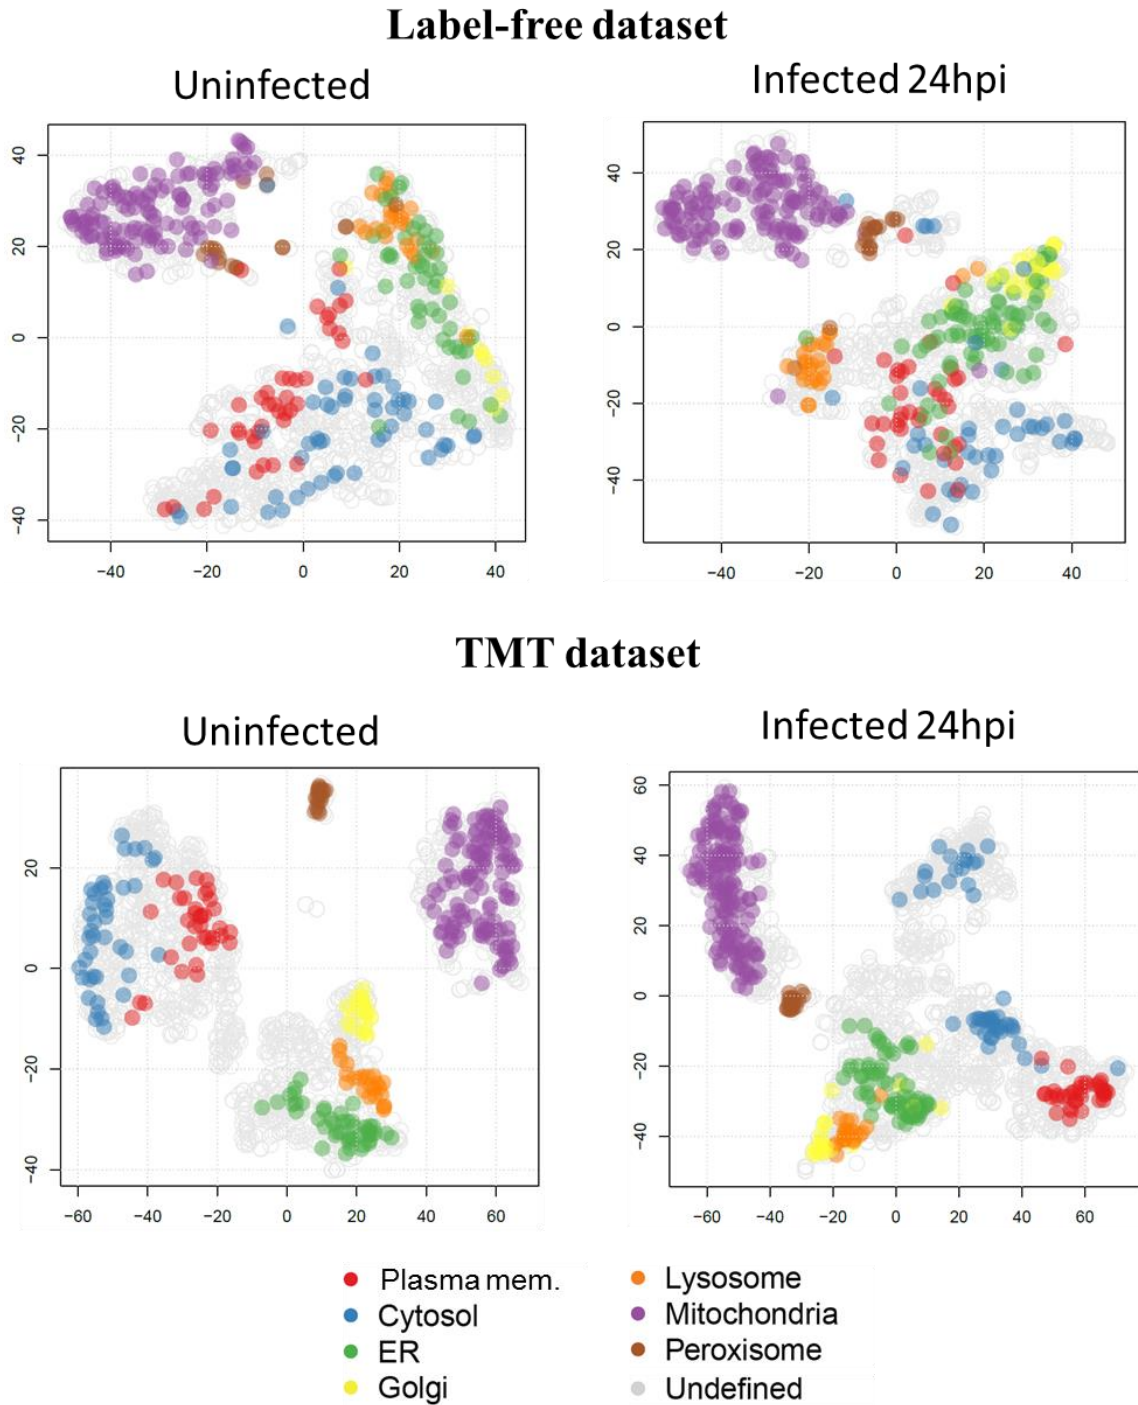 Label-free dataset
Uninfected
Infected 24hpi
40
20
0
−20
−40
−40 −20 0 20 40
40
20
0
−20
−40
−40 −20 0 20 40
TMT dataset
Uninfected
Infected 24hpi
20
0
−20
−40
−60 −40 −20 0 20 40 60
60
40
20
0
−20
−40
−60 −40 −20 0 20 40 60
Plasma mem.
Cytosol
ER
Golgi
Lysosome
Mitochondria
Peroxisome
Undefined